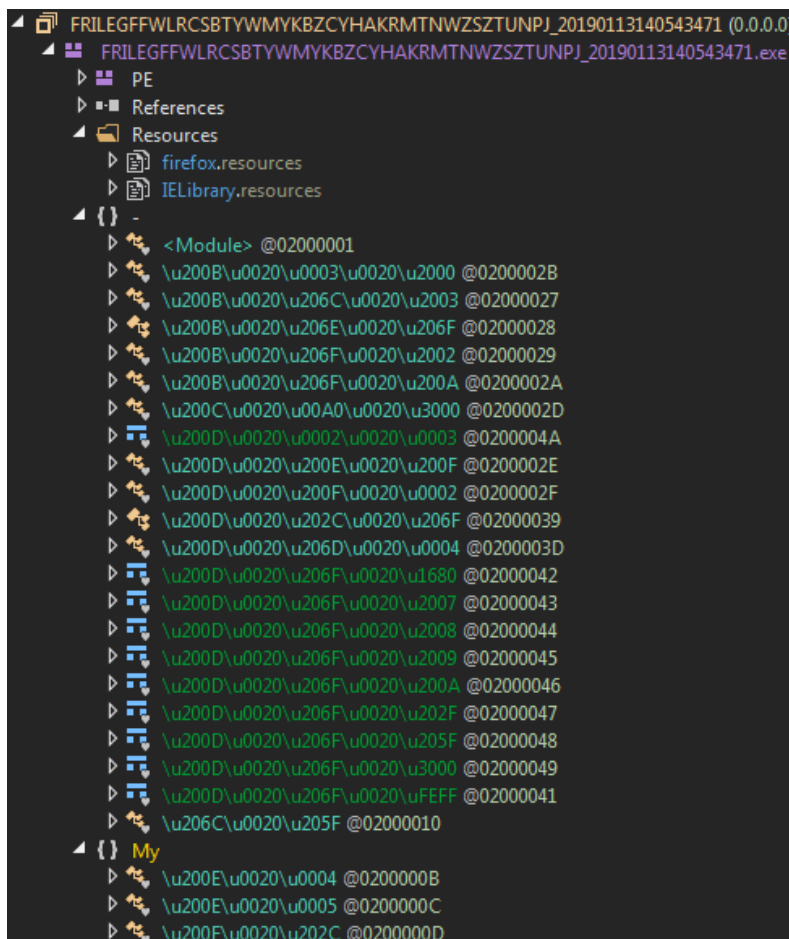 FRILEGFFWLRCSBTYWMYKBZCYHAKRMTNWZSZTUNPJ_20190113140543471 (0.0.0.0)
FRILEGFFWLRCSBTYWMYKBZCYHAKRMTNWZSZTUNPJ_20190113140543471.exe
PE
References
Resources
firefox.resources
IELibrary.resources
{ } -
<Module> @02000001
\u200B\u0020\u0003\u0020\u2000 @0200002B
\u200B\u0020\u206C\u0020\u2003 @02000027
\u200B\u0020\u206E\u0020\u206F @02000028
\u200B\u0020\u206F\u0020\u2002 @02000029
\u200B\u0020\u206F\u0020\u200A @0200002A
\u200C\u0020\u00A0\u0020\u3000 @0200002D
\u200D\u0020\u0002\u0020\u0003 @0200004A
\u200D\u0020\u200E\u0020\u200F @0200002E
\u200D\u0020\u200F\u0020\u0002 @0200002F
\u200D\u0020\u202C\u0020\u206F @02000039
\u200D\u0020\u206D\u0020\u0004 @0200003D
\u200D\u0020\u206F\u0020\u1680 @02000042
\u200D\u0020\u206F\u0020\u2007 @02000043
\u200D\u0020\u206F\u0020\u2008 @02000044
\u200D\u0020\u206F\u0020\u2009 @02000045
\u200D\u0020\u206F\u0020\u200A @02000046
\u200D\u0020\u206F\u0020\u202F @02000047
\u200D\u0020\u206F\u0020\u205F @02000048
\u200D\u0020\u206F\u0020\u3000 @02000049
\u200D\u0020\u206F\u0020\uFEFF @02000041
\u206C\u0020\u205F @02000010
{ } My
\u200E\u0020\u0004 @0200000B
\u200E\u0020\u0005 @0200000C
\u200F\u0020\u202C @0200000D